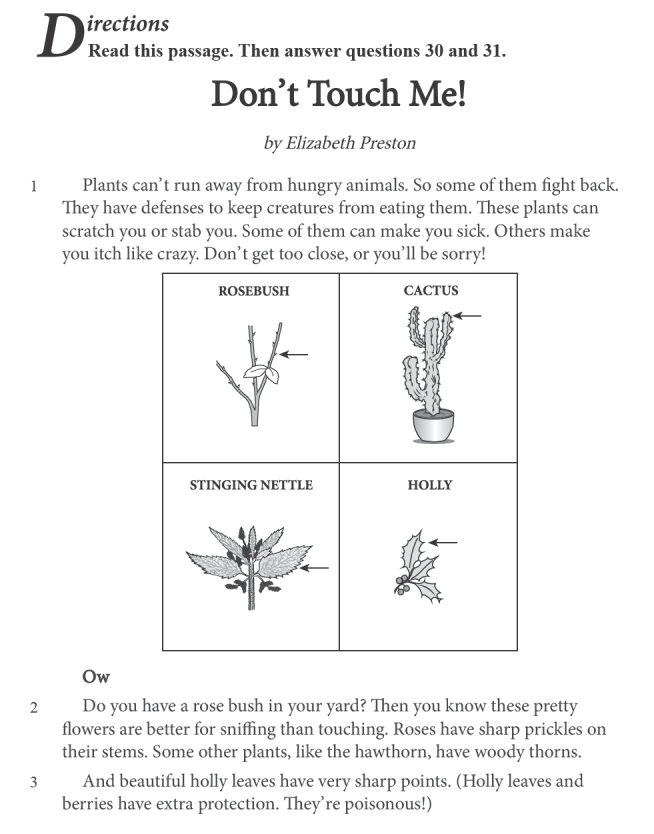 Directions
Read this passage. Then answer questions 30 and 31.
Don't Touch Me!
by Elizabeth Preston
1 Plants can't run away from hungry animals. So some of them fight back.
They have defenses to keep creatures from eating them. These plants can
scratch you or stab you. Some of them can make you sick. Others make
you itch like crazy. Don't get too close, or you'll be sorry!
ROSEBUSH
CACTUS
STINGING NETTLE
HOLLY
Ow
2 Do you have a rose bush in your yard? Then you know these pretty
flowers are better for sniffing than touching. Roses have sharp prickles on
their stems. Some other plants, like the hawthorn, have woody thorns.
3 And beautiful holly leaves have very sharp points. (Holly leaves and
berries have extra protection. They're poisonous!)